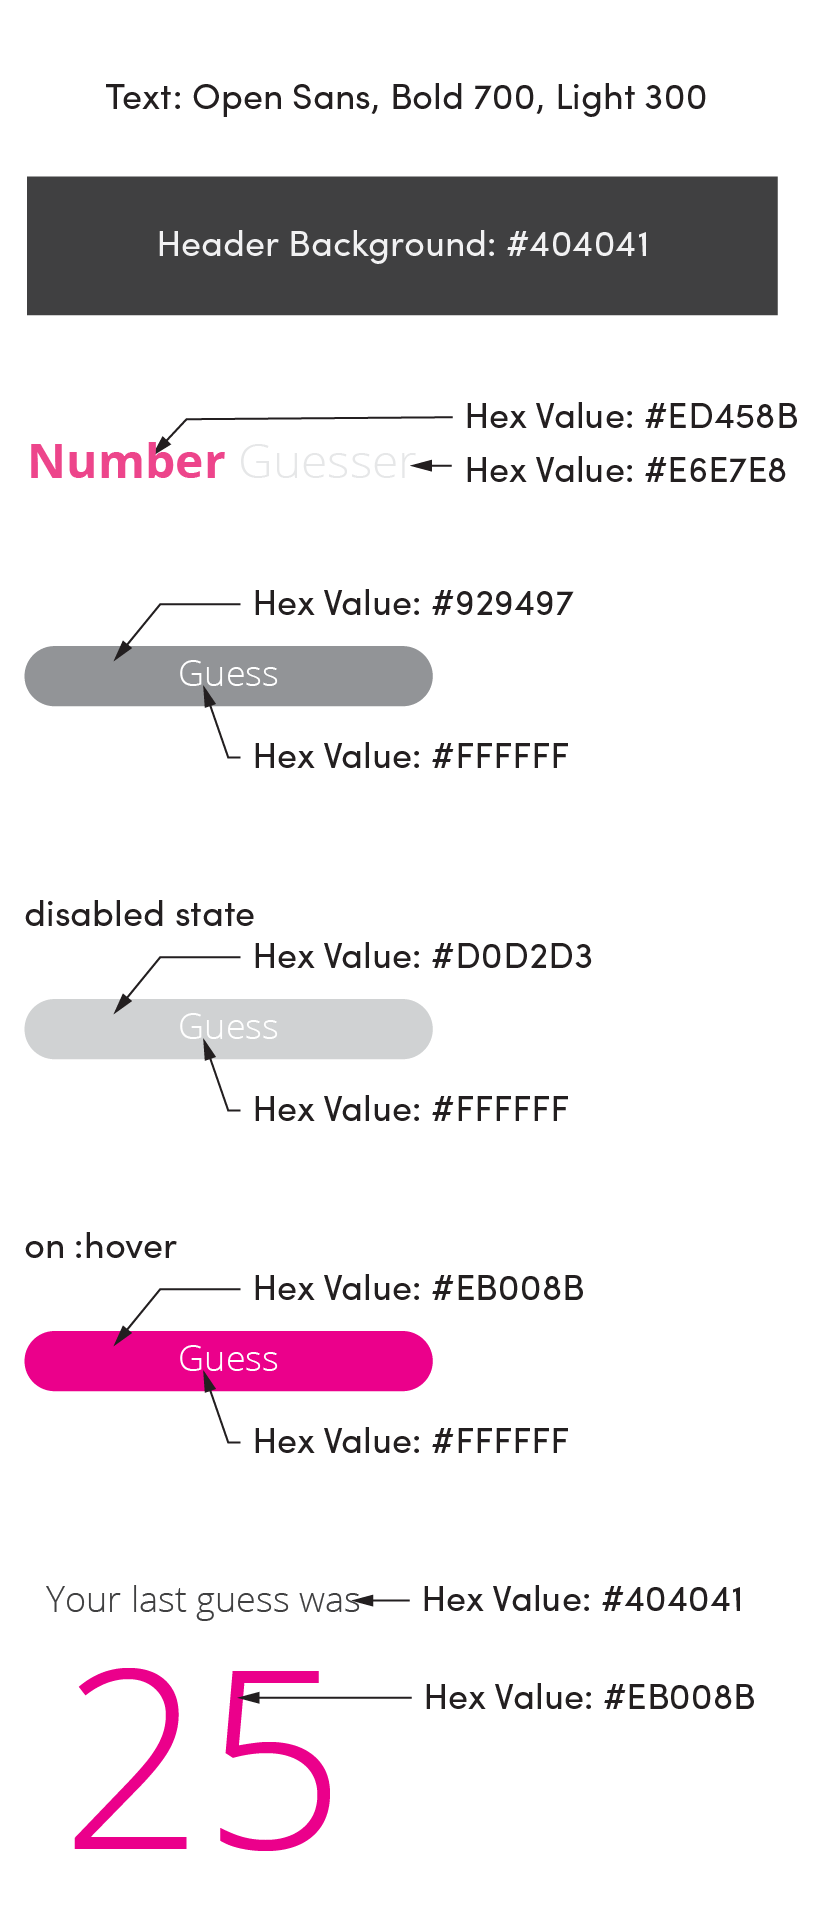 Text: Open Sans, Bold 700, Light 300
Header Background: #404041
Hex Value: #ED458B
Number Guesser
Hex Value: #E6E7E8
Hex Value: #929497
Guess
Hex Value: #FFFFFF
disabled state
Hex Value: #D0D2D3
Guess
Hex Value: #FFFFFF
on :hover
Hex Value: #EB008B
Guess
Hex Value: #FFFFFF
Your last guess was
Hex Value: #404041
25
Hex Value: #EB008B